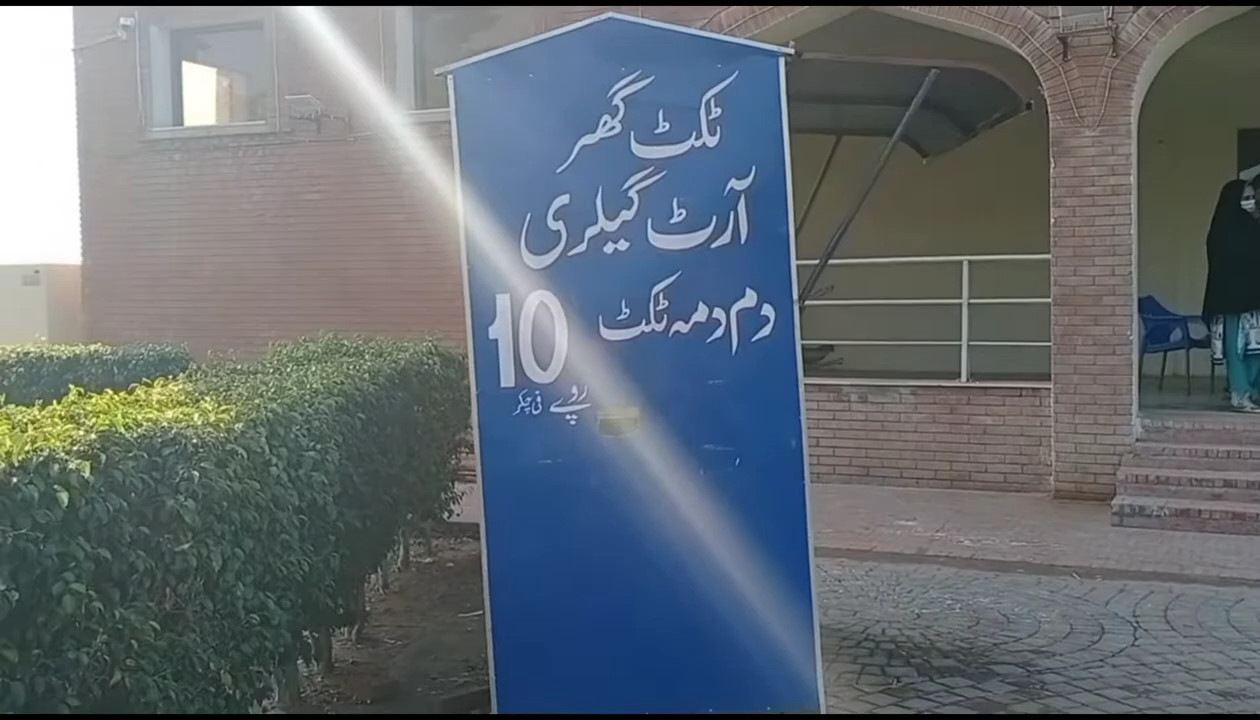 ٹکٹ گھر
آرٹ گیلری
دم دمہ ٹکٹ 10
روپے فی چکر